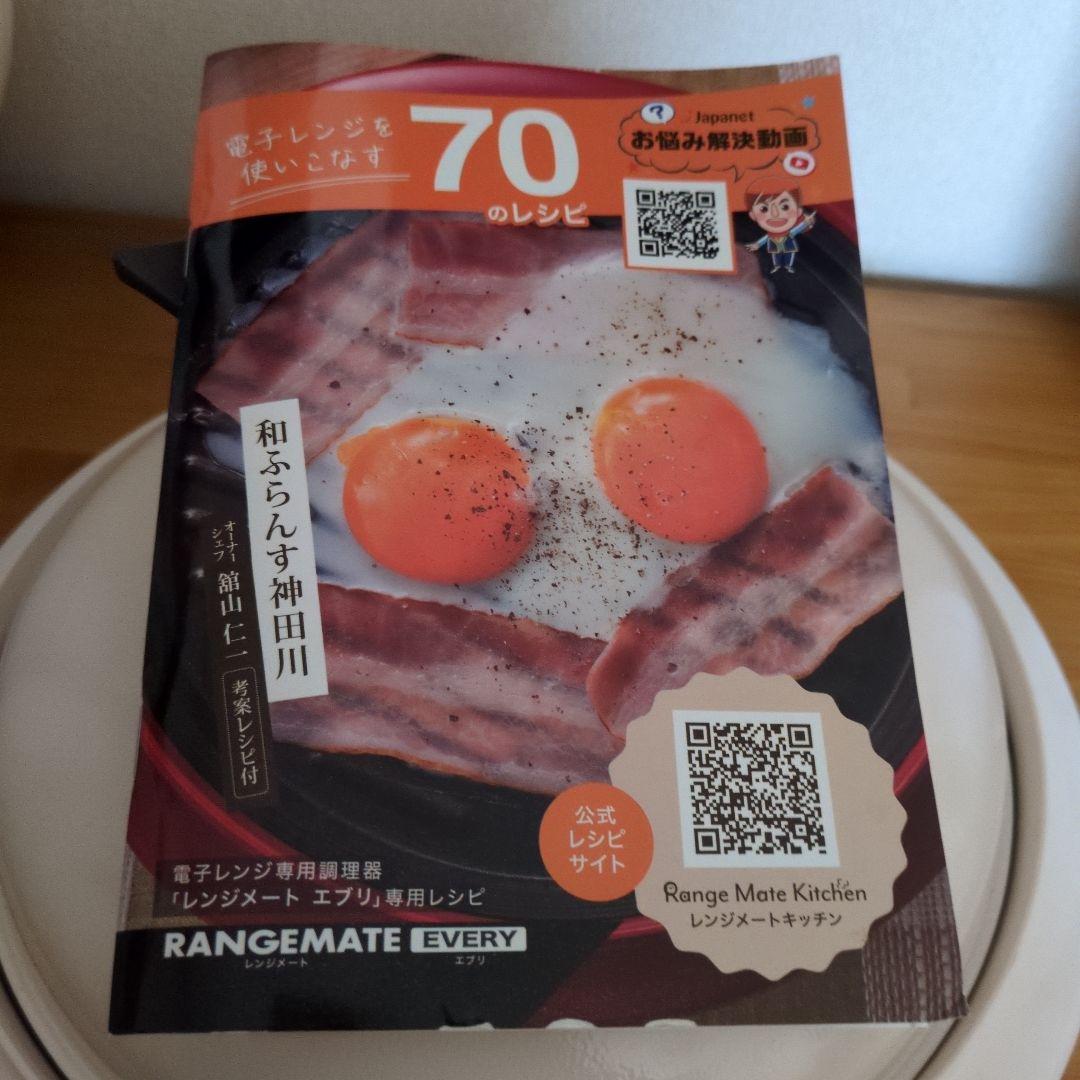 電子レンジを
使いこなす
70
のレシピ
?
Japanet
お悩み解決動画
和ふらんす神田川
オーナー
シェフ
舘山 仁一
考案レシピ付
公式
レシピ
サイト
Range Mate Kitchen
レンジメートキッチン
電子レンジ専用調理器
「レンジメート エブリ」専用レシピ
RANGEMATE EVERY
レンジメート エブリ